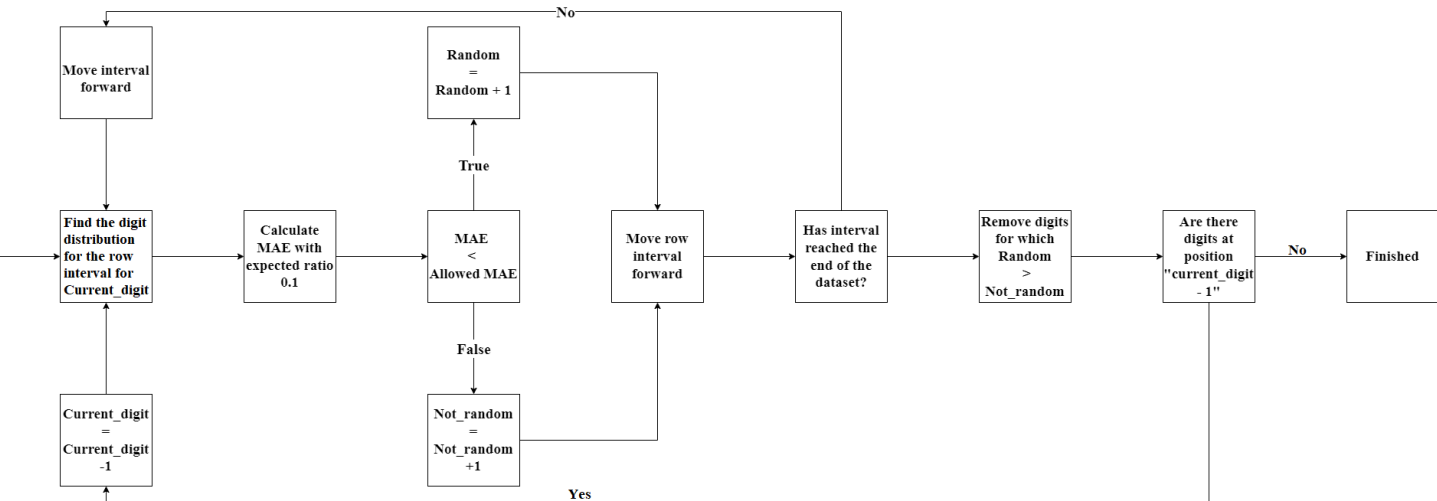 No
Move interval
forward
Random
=
Random + 1
True
Find the digit
distribution
for the row
interval for
Current_digit
Calculate
MAE with
expected ratio
0.1
MAE
<
Allowed MAE
Move row
interval
forward
Has interval
reached the
end of the
dataset?
Remove digits
for which
Random
>
Not_random
Are there
digits at
position
"current_digit
- 1"
No
Finished
False
Current_digit
=
Current_digit
-1
Not_random
=
Not_random
+1
Yes